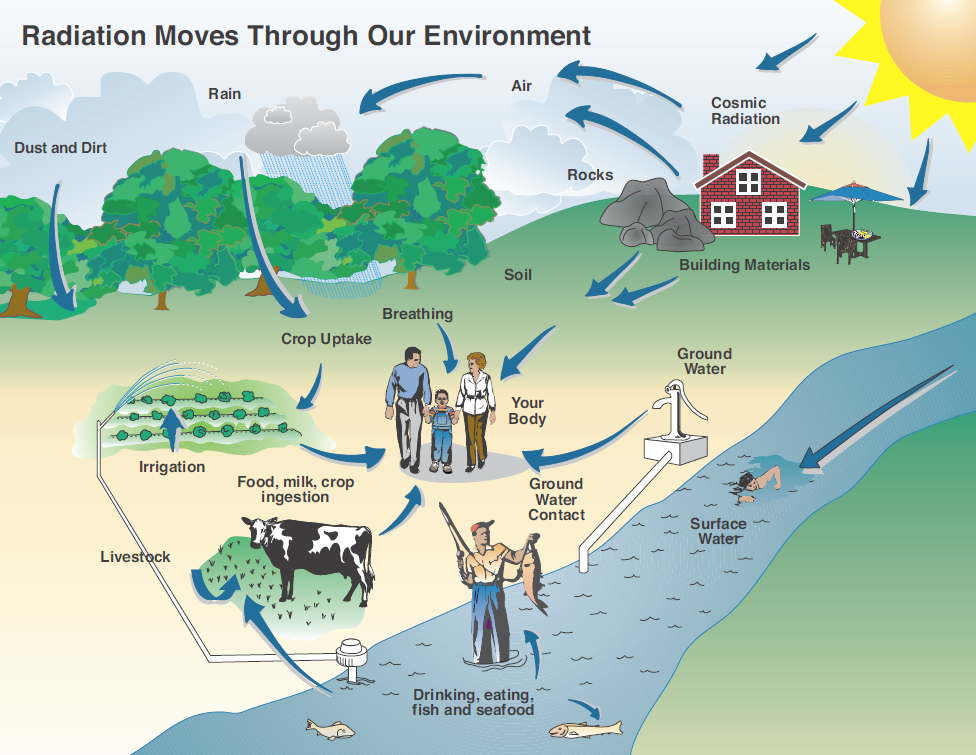 Radiation Moves Through Our Environment
Rain
Air
Cosmic
Radiation
Dust and Dirt
Rocks
Building Materials
Soil
Breathing
Crop Uptake
Ground
Water
Your
Body
Irrigation
Food, milk, crop
ingestion
Ground
Water
Contact
Surface
Water
Livestock
Drinking, eating,
fish and seafood